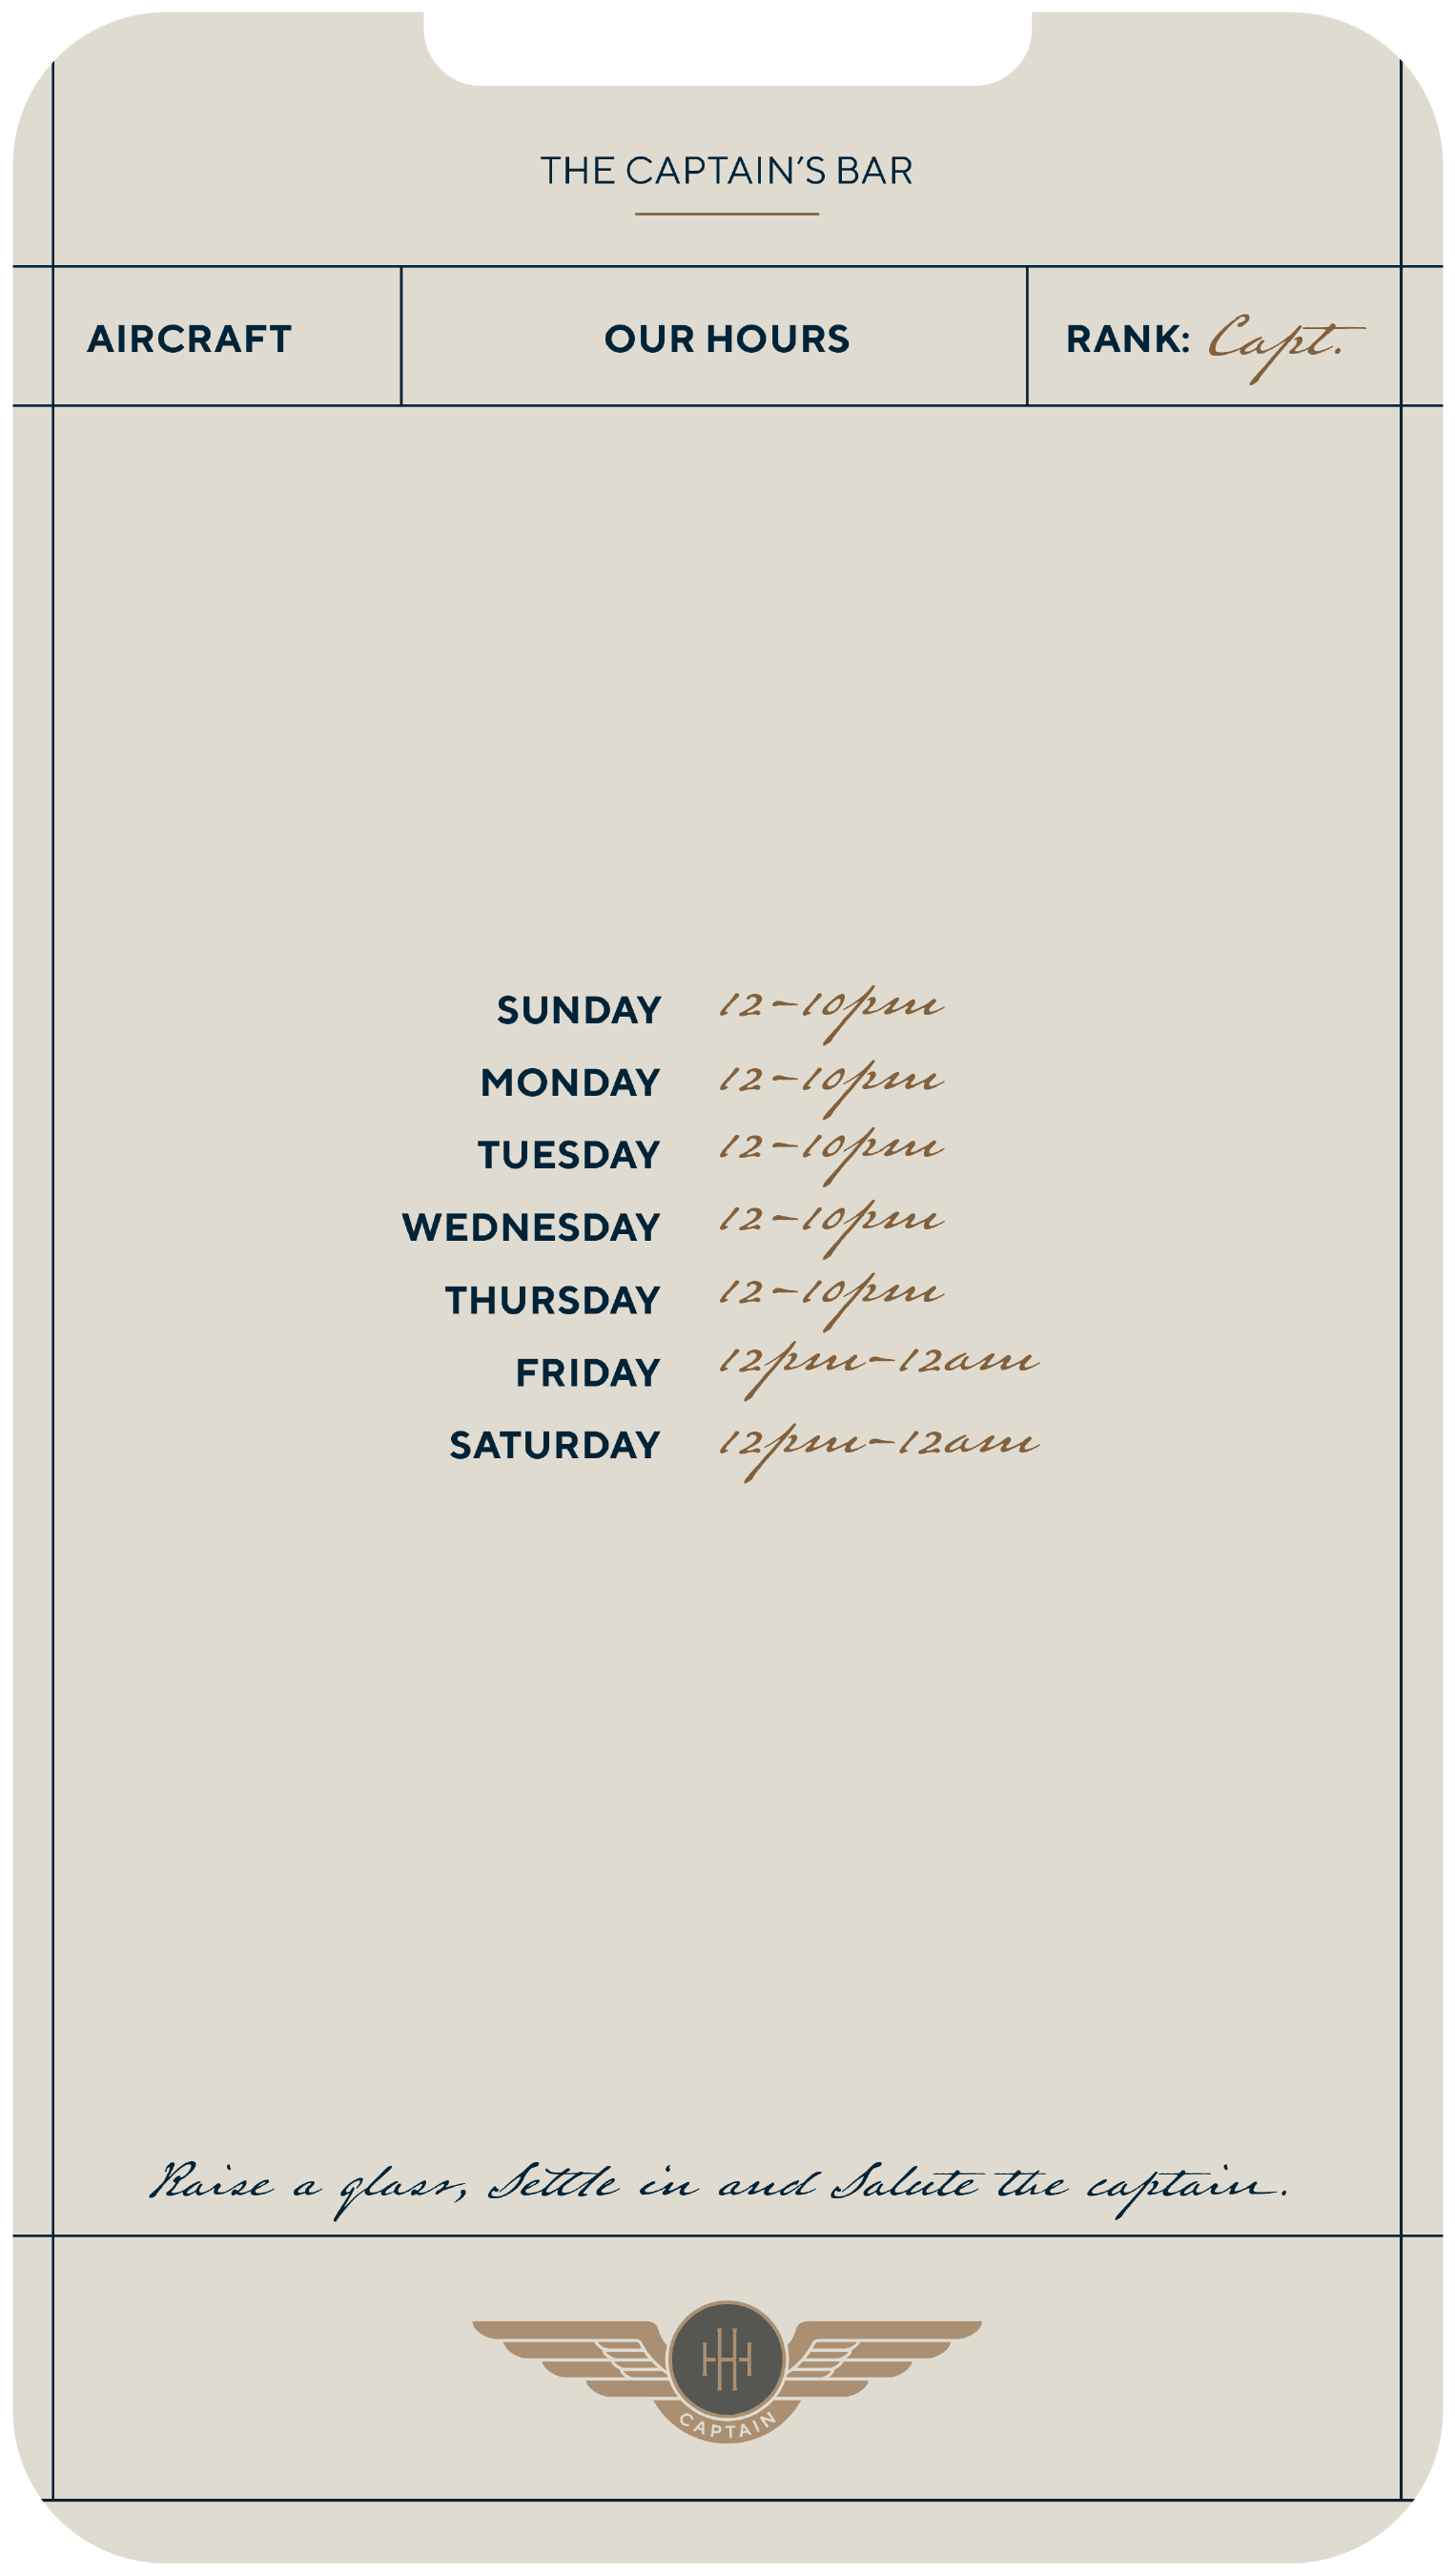 THE CAPTAIN'S BAR
AIRCRAFT OUR HOURS RANK: Capt.
SUNDAY 12-10pm
MONDAY 12-10pm
TUESDAY 12-10pm
WEDNESDAY 12-10pm
THURSDAY 12-10pm
FRIDAY 12pm-12am
SATURDAY 12pm-12am
Raise a glass, Settle in and Salute the captain.
HH
CAPTAIN